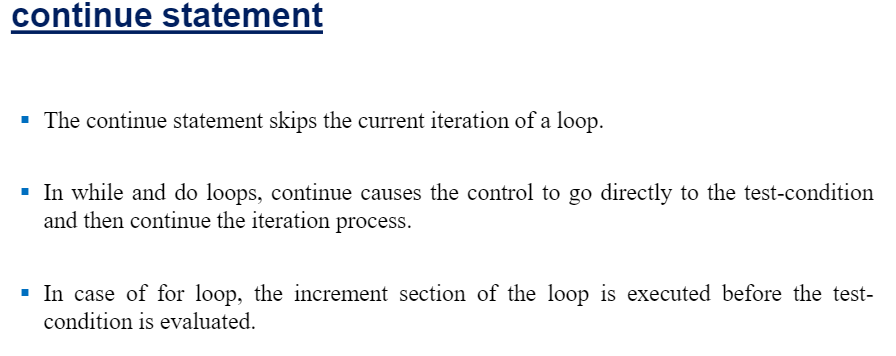 continue statement
▪ The continue statement skips the current iteration of a loop.
▪ In while and do loops, continue causes the control to go directly to the test-condition
and then continue the iteration process.
▪ In case of for loop, the increment section of the loop is executed before the test-
condition is evaluated.